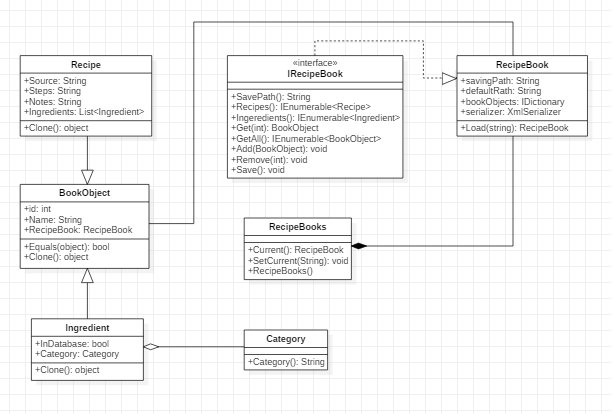 Recipe
+Source: String
+Steps: String
+Notes: String
+Ingredients: List<Ingredient>
+Clone(): object
«interface»
IRecipeBook
+SavePath(): String
+Recipes(): IEnumerable<Recipe>
+Ingeredients(): IEnumerable<Ingredient>
+Get(int): BookObject
+GetAll(): IEnumerable<BookObject>
+Add(BookObject): void
+Remove(int): void
+Save(): void
RecipeBook
+savingPath: String
+defaultRath: String
+bookObjects: IDictionary
+serializer: XmlSerializer
+Load(string): RecipeBook
BookObject
+id: int
+Name: String
+RecipeBook: RecipeBook
+Equals(object): bool
+Clone(): object
RecipeBooks
+Current(): RecipeBook
+SetCurrent(String): void
+RecipeBooks()
Ingredient
+InDatabase: bool
+Category: Category
+Clone(): object
Category
+Category(): String